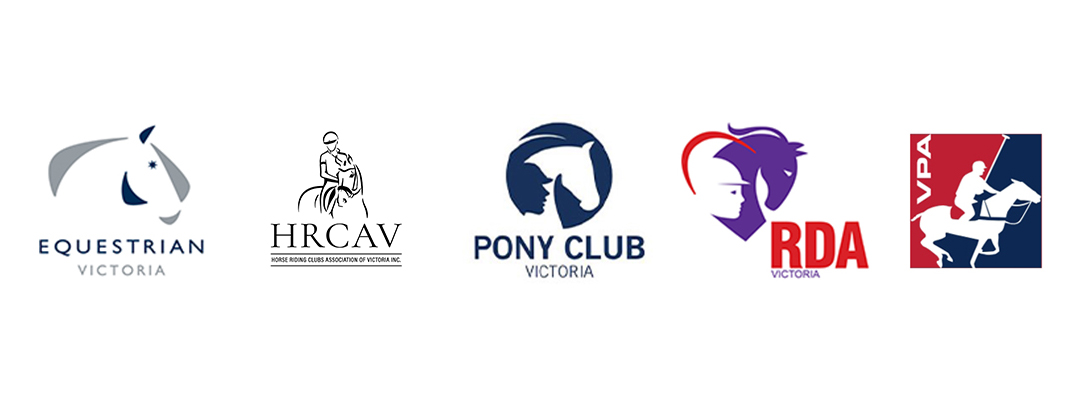 EQUESTRIAN
VICTORIA
HRCAV
HORSE RIDING CLUBS ASSOCIATION OF VICTORIA INC.
PONY CLUB
VICTORIA
RDA
VICTORIA
VPA